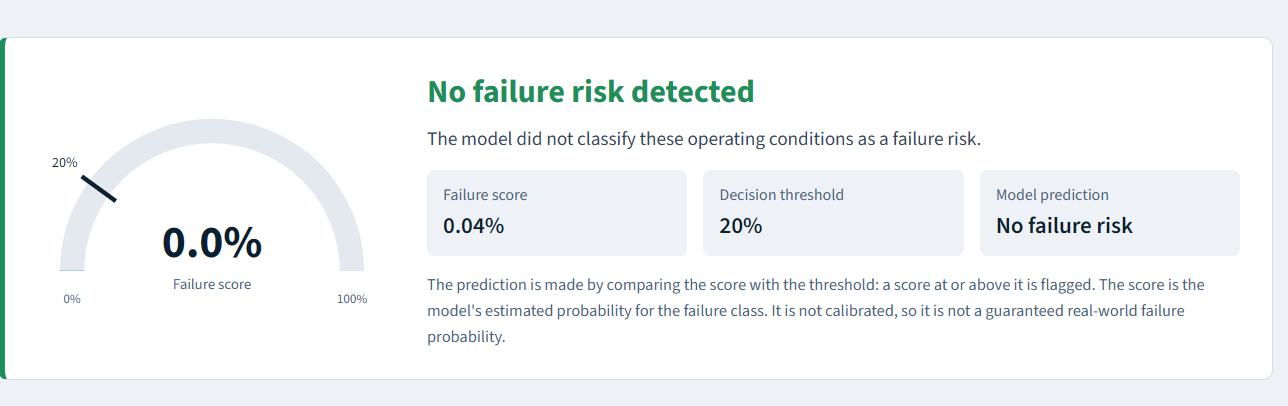 No failure risk detected
The model did not classify these operating conditions as a failure risk.
20%
0.0%
Failure score
0%
100%
Failure score
0.04%
Decision threshold
20%
Model prediction
No failure risk
The prediction is made by comparing the score with the threshold: a score at or above it is flagged. The score is the
model's estimated probability for the failure class. It is not calibrated, so it is not a guaranteed real-world failure
probability.